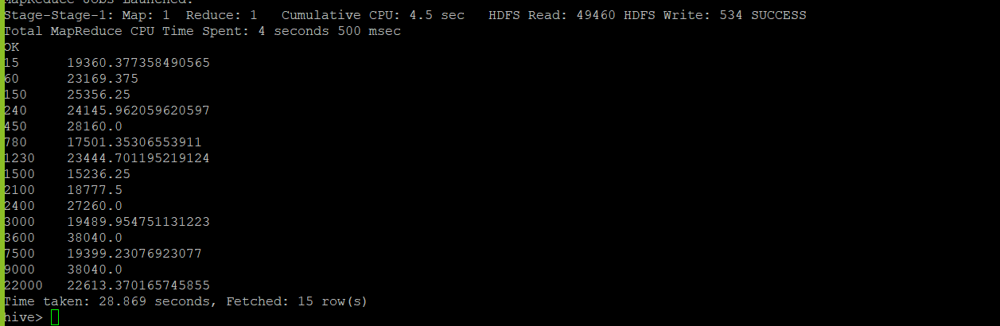 MapReduce Jobs Launched:
Stage-Stage-1: Map: 1  Reduce: 1   Cumulative CPU: 4.5 sec   HDFS Read: 49460 HDFS Write: 534 SUCCESS
Total MapReduce CPU Time Spent: 4 seconds 500 msec
OK
15      19360.377358490565
60      23169.375
150     25356.25
240     24145.962059620597
450     28160.0
780     17501.35306553911
1230    23444.701195219124
1500    15236.25
2100    18777.5
2400    27260.0
3000    19489.954751131223
3600    38040.0
7500    19399.23076923077
9000    38040.0
22000   22613.370165745855
Time taken: 28.869 seconds, Fetched: 15 row(s)
hive>